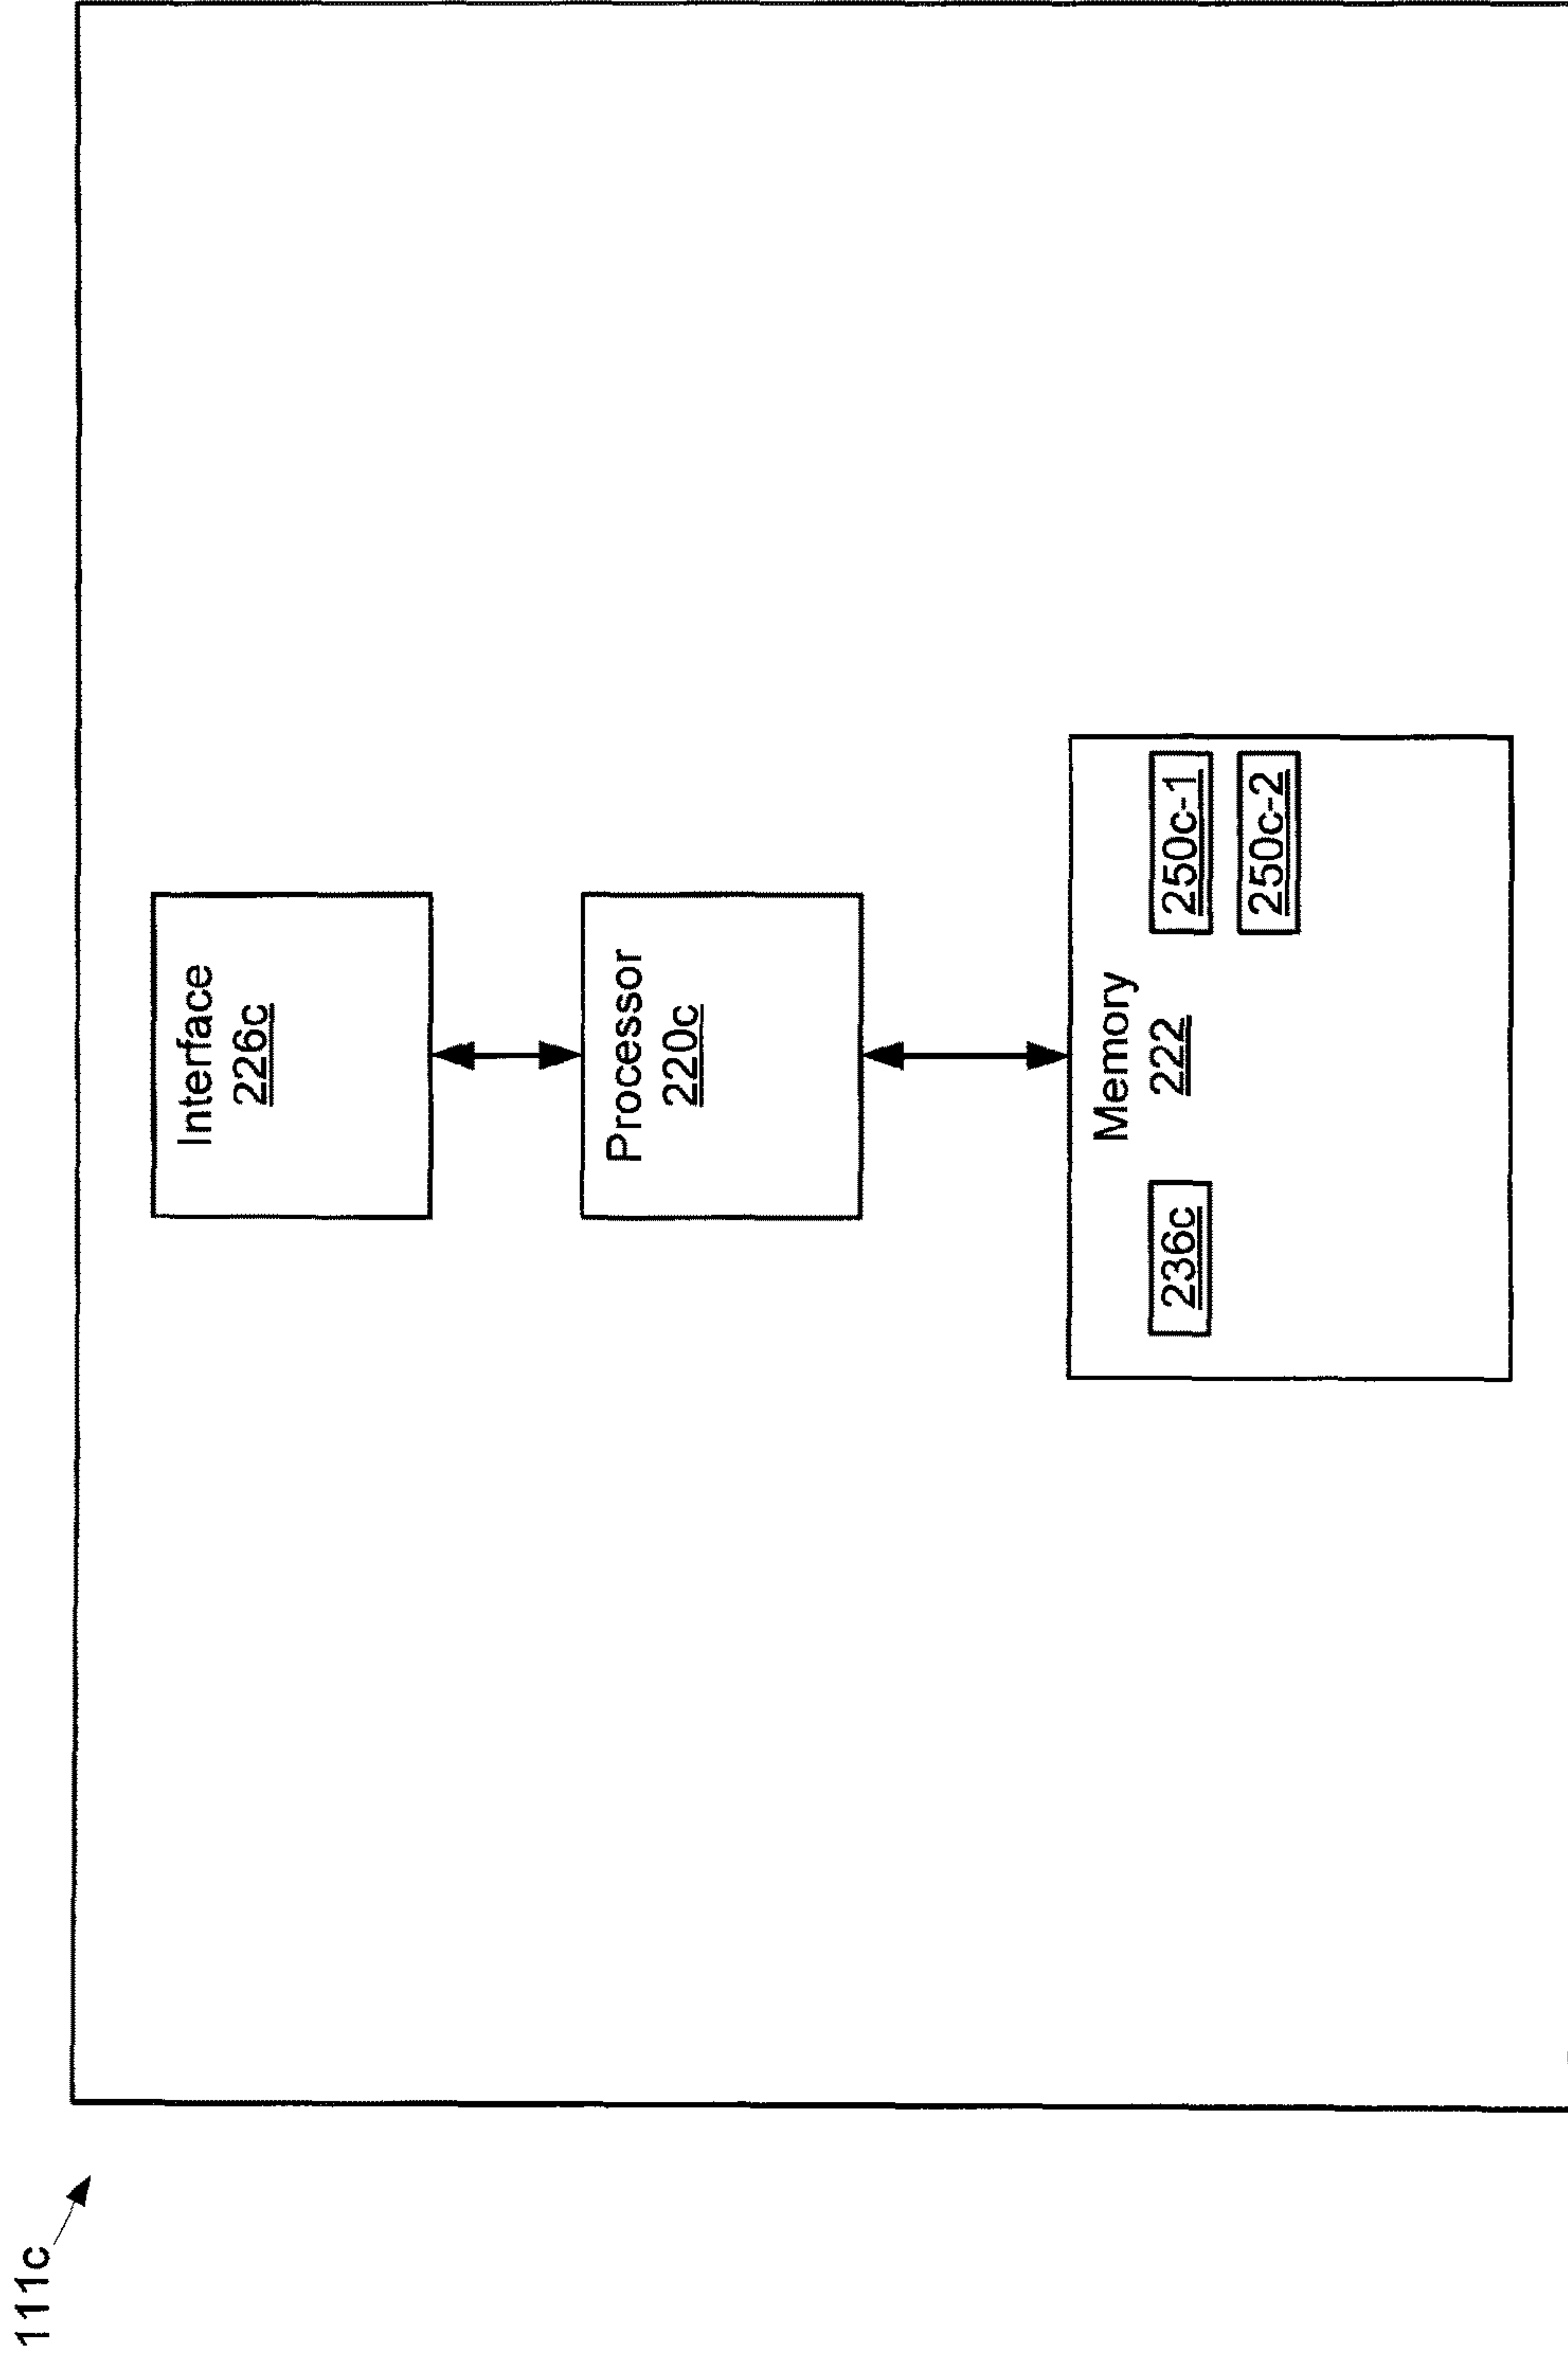 111c
Interface
226c
Processor
220c
Memory
236c
222
250c-1
250c-2